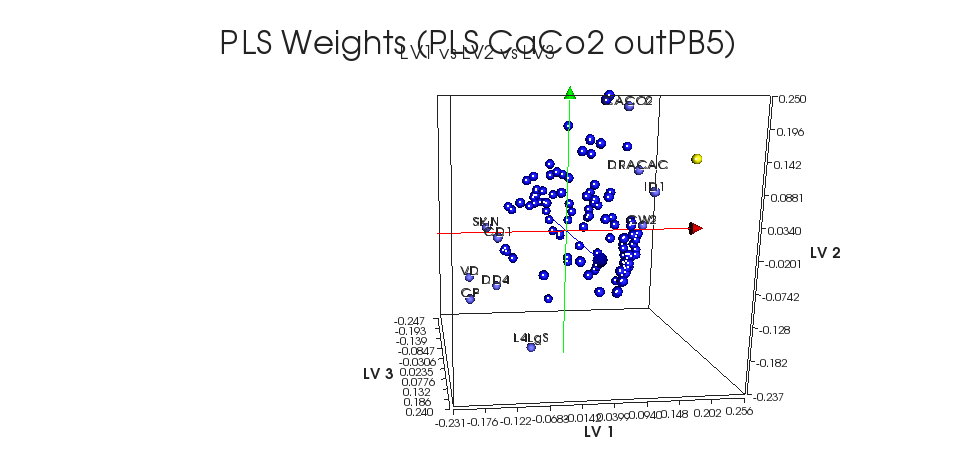 PLS Weights (PLS CaCo2 outPB5)
LV1 vs LV2 vs LV3
CACO2
0.250
0.196
DRACAC
0.142
ID1
0.0881
SKIN
CW2
0.0340
CD1
LV 2
-0.0201
VD
DD4
CP
-0.0742
-0.247
-0.193
-0.128
-0.139
L4LgS
-0.0847
-0.0306
-0.182
LV 3
0.0235
0.0776
0.132
-0.237
0.186
0.240
-0.231 -0.176 -0.122 -0.0683 -0.0142 0.0399 0.0940 0.148 0.202 0.256
LV 1